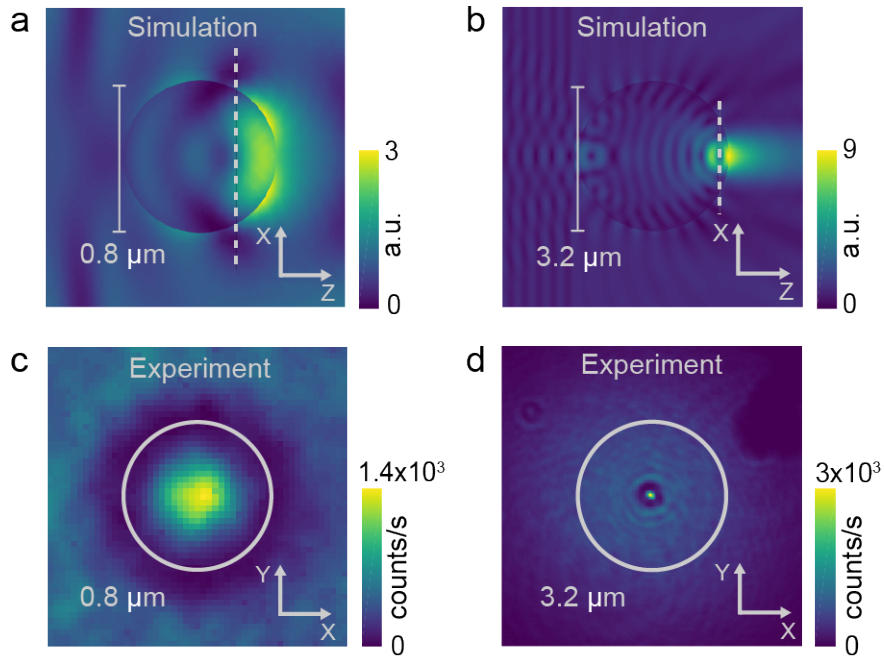 a
Simulation
0.8 μm
X
Z
3
a.u.
0
b
Simulation
3.2 μm
X
Z
9
a.u.
0
c
Experiment
0.8 μm
Y
X
1.4x10³
counts/s
0
d
Experiment
3.2 μm
Y
X
3x10³
counts/s
0